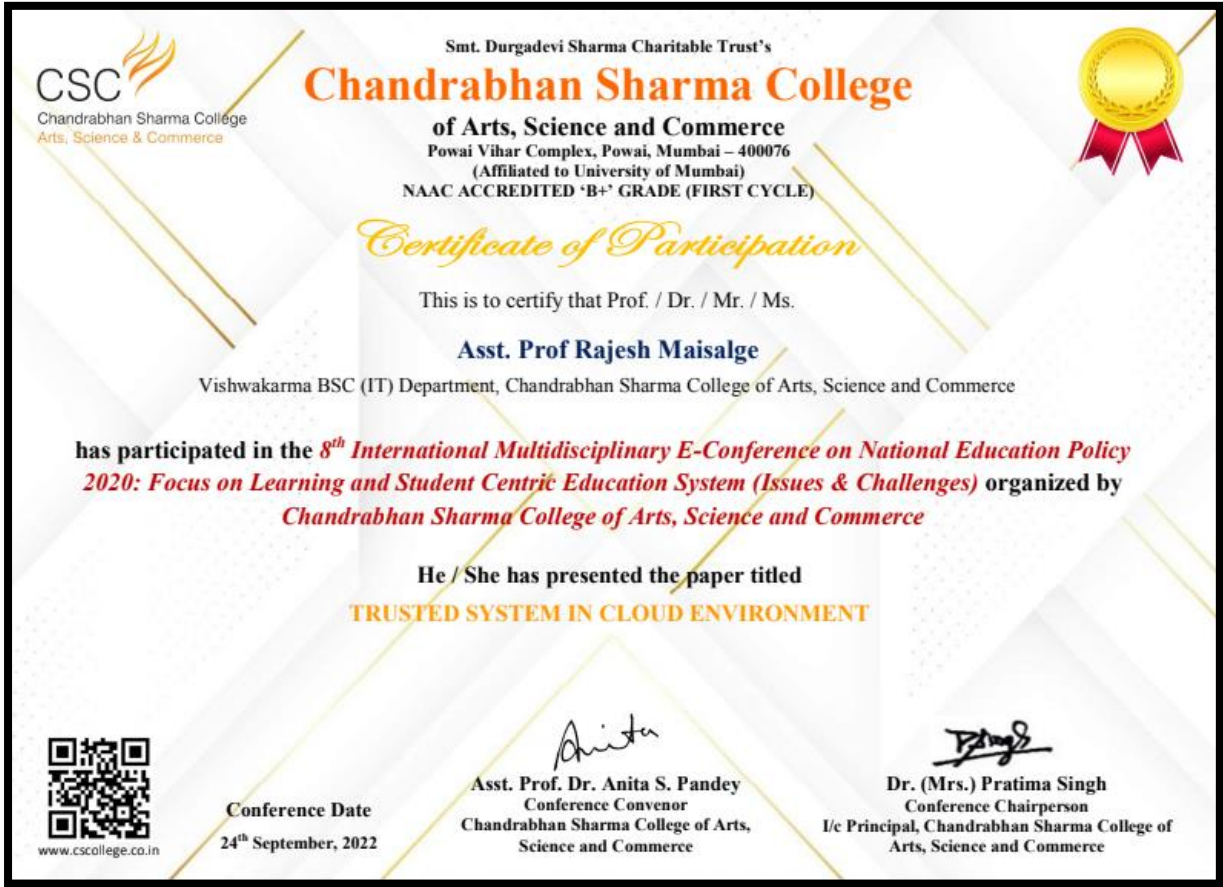 CSC
Chandrabhan Sharma College
Arts, Science & Commerce
Smt. Durgadevi Sharma Charitable Trust's
Chandrabhan Sharma College
of Arts, Science and Commerce
Powai Vihar Complex, Powai, Mumbai – 400076
(Affiliated to University of Mumbai)
NAAC ACCREDITED ‘B+’ GRADE (FIRST CYCLE)
Certificate of Participation
This is to certify that Prof. / Dr. / Mr. / Ms.
Asst. Prof Rajesh Maisalge
Vishwakarma BSC (IT) Department, Chandrabhan Sharma College of Arts, Science and Commerce
has participated in the 8th International Multidisciplinary E-Conference on National Education Policy
2020: Focus on Learning and Student Centric Education System (Issues & Challenges) organized by
Chandrabhan Sharma College of Arts, Science and Commerce
He / She has presented the paper titled
TRUSTED SYSTEM IN CLOUD ENVIRONMENT
www.cscollege.co.in
Conference Date
24th September, 2022
Anita
Asst. Prof. Dr. Anita S. Pandey
Conference Convenor
Chandrabhan Sharma College of Arts,
Science and Commerce
PSingh
Dr. (Mrs.) Pratima Singh
Conference Chairperson
I/c Principal, Chandrabhan Sharma College of
Arts, Science and Commerce